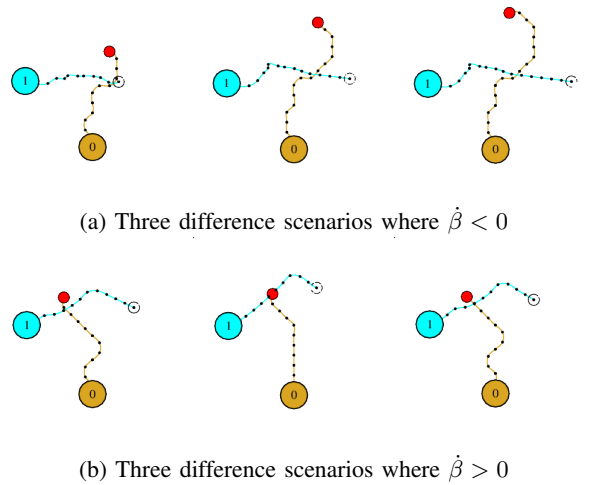 1 1 1
0 0 0
(a) Three difference scenarios where β̇ < 0
1 1 1
0 0 0
(b) Three difference scenarios where β̇ > 0